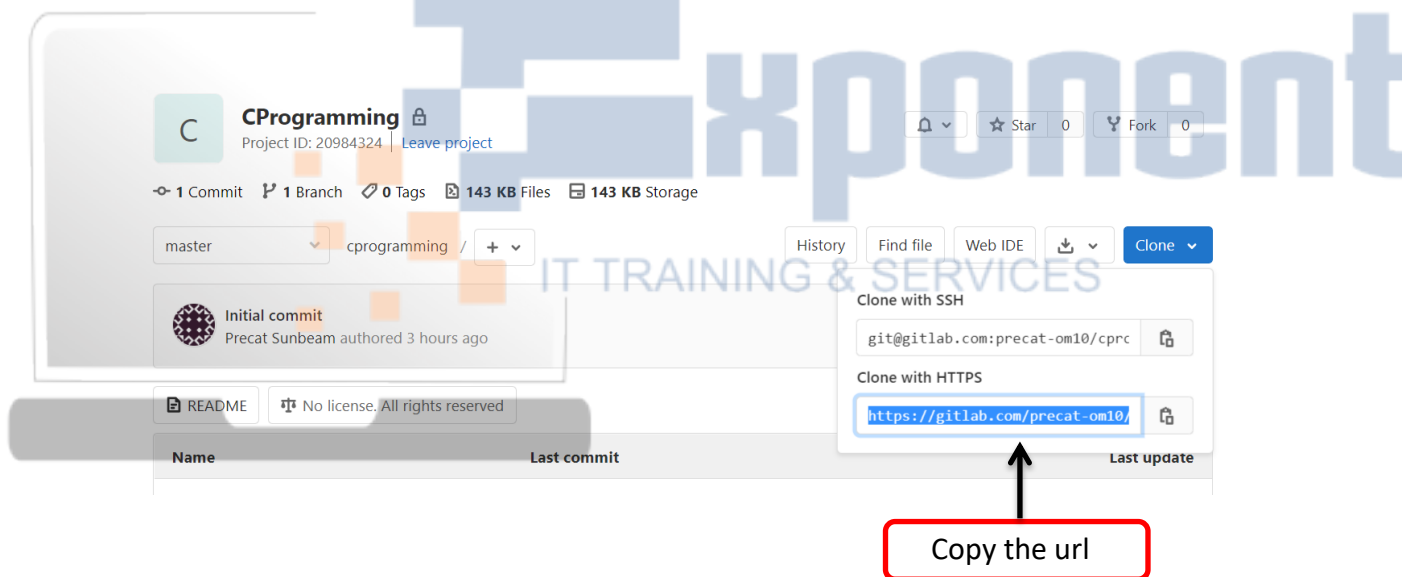 Exponent
IT TRAINING & SERVICES
C
CProgramming
Project ID: 20984324 Leave project
Star 0
Fork 0
1 Commit 1 Branch 0 Tags 143 KB Files 143 KB Storage
master
cprogramming / +
History Find file Web IDE Clone
Initial commit
Precat Sunbeam authored 3 hours ago
Clone with SSH
git@gitlab.com:precat-om10/cprc
Clone with HTTPS
https://gitlab.com/precat-om10/
README No license. All rights reserved
Name Last commit Last update
Copy the url